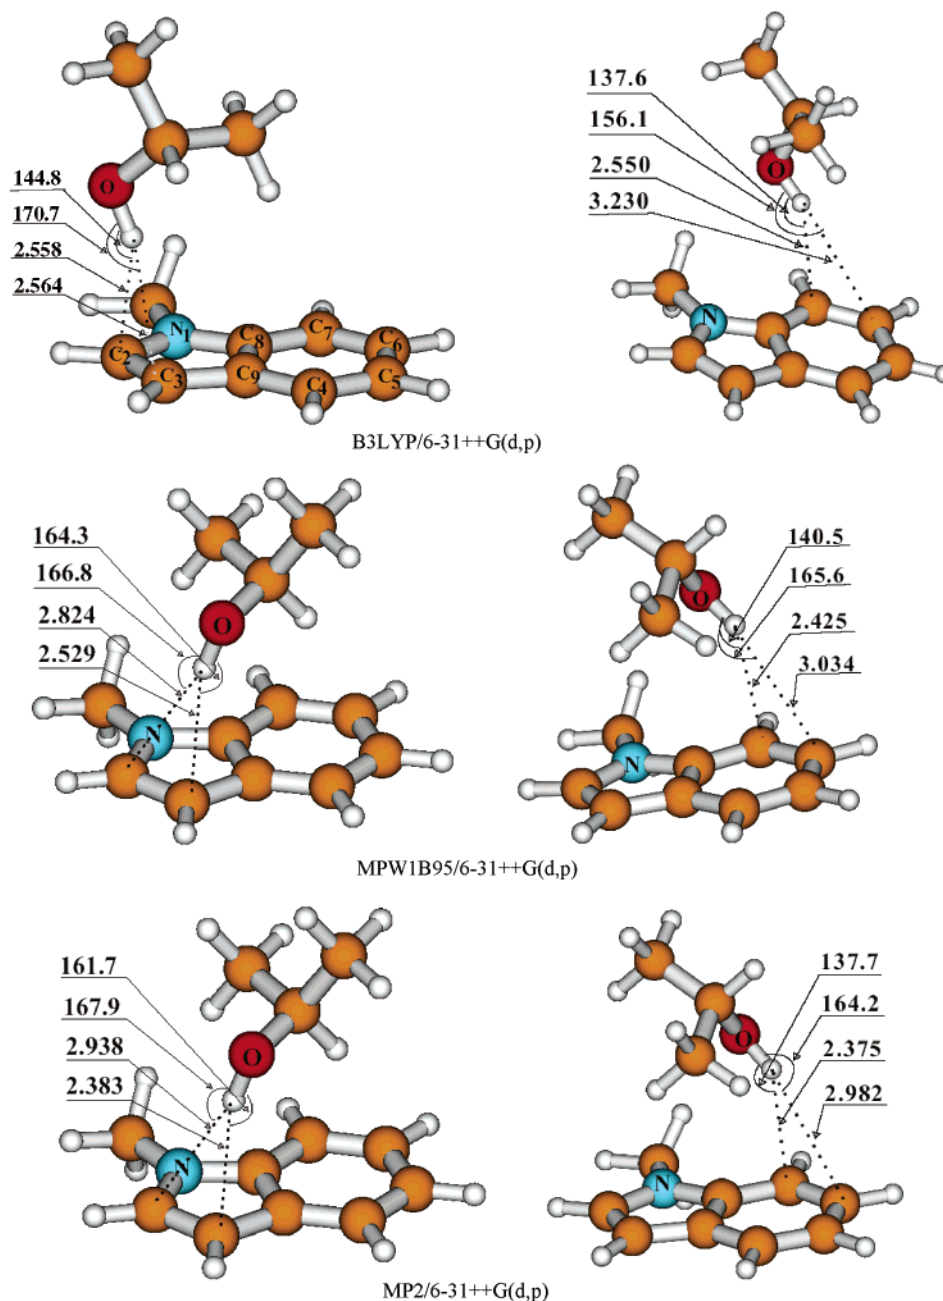 144.8
170.7
2.558
2.564
O
N1
C2
C3
C8
C9
C7
C6
C5
C4
137.6
156.1
2.550
3.230
O
N
B3LYP/6-31++G(d,p)
164.3
166.8
2.824
2.529
O
N
140.5
165.6
2.425
3.034
O
N
MPW1B95/6-31++G(d,p)
161.7
167.9
2.938
2.383
O
N
137.7
164.2
2.375
2.982
O
N
MP2/6-31++G(d,p)